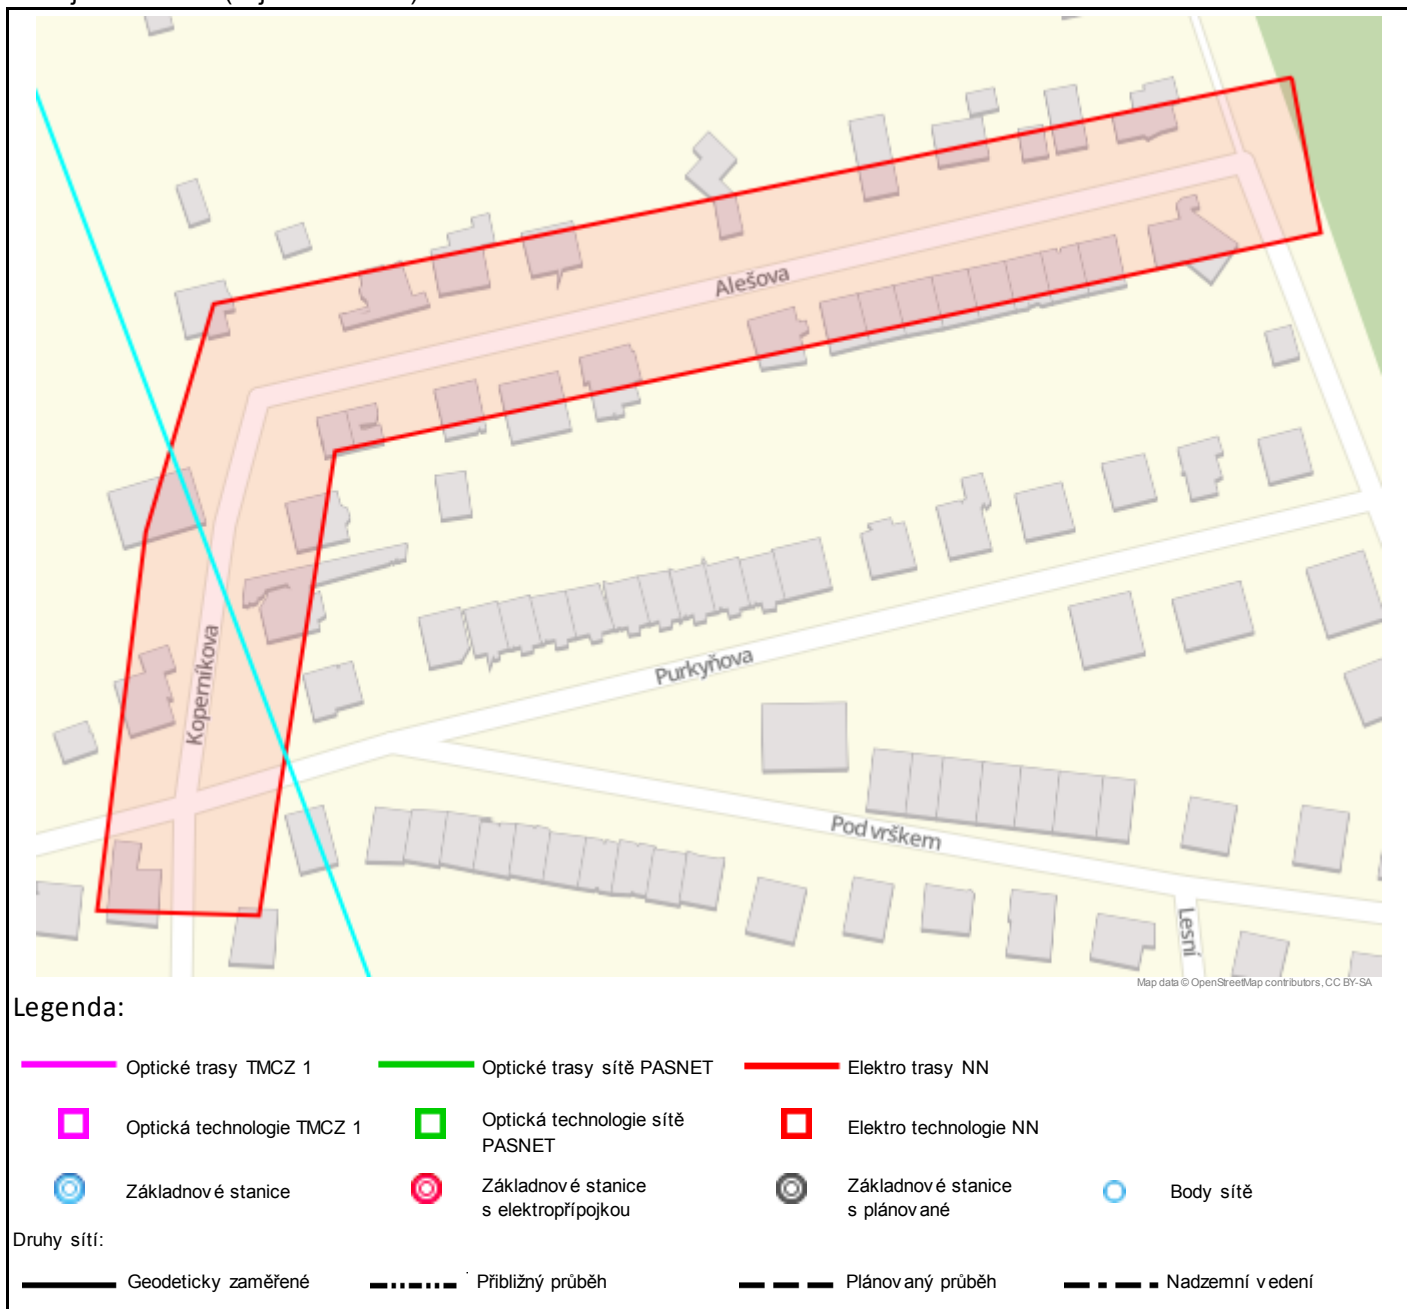 Alešova
Koperníkova
Purkyňova
Pod vrškem
Lesní
Map data © OpenStreetMap contributors, CC BY-SA
Legenda:
Optické trasy TMCZ 1
Optické trasy sítě PASNET
Elektro trasy NN
Optická technologie TMCZ 1
Optická technologie sítě
PASNET
Elektro technologie NN
Základnové stanice
Základnové stanice
s elektropřípojkou
Základnové stanice
s plánované
Body sítě
Druhy sítí:
Geodeticky zaměřené
Přibližný průběh
Plánovaný průběh
Nadzemní vedení